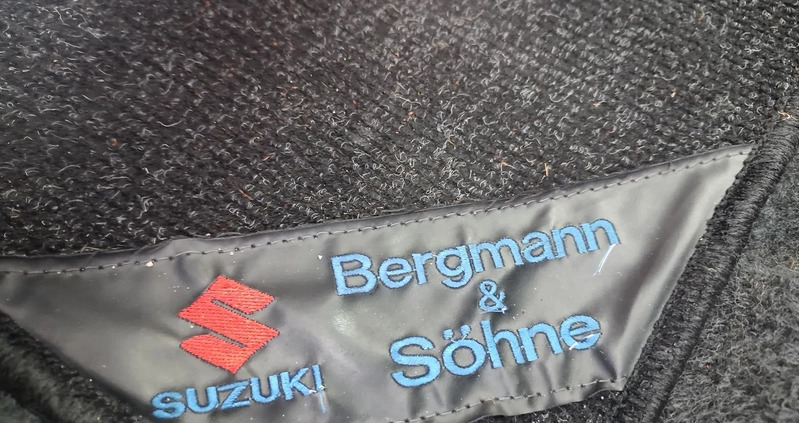 SUZUKI
Bergmann
&
Söhne